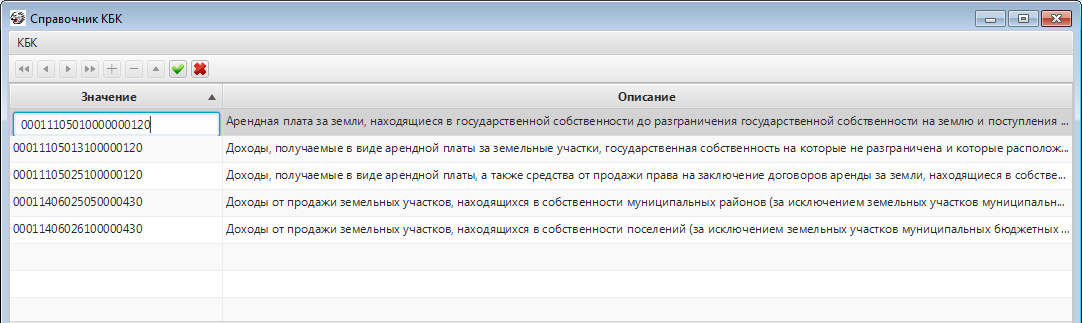 Справочник КБК
КБК
Значение Описание
00011105010000000120 Арендная плата за земли, находящиеся в государственной собственности до разграничения государственной собственности на землю и поступления ...
00011105013100000120 Доходы, получаемые в виде арендной платы за земельные участки, государственная собственность на которые не разграничена и которые располож...
00011105025100000120 Доходы, получаемые в виде арендной платы, а также средства от продажи права на заключение договоров аренды за земли, находящиеся в собстве...
00011406025050000430 Доходы от продажи земельных участков, находящихся в собственности муниципальных районов (за исключением земельных участков муниципальн...
00011406026100000430 Доходы от продажи земельных участков, находящихся в собственности поселений (за исключением земельных участков муниципальных бюджетных ...